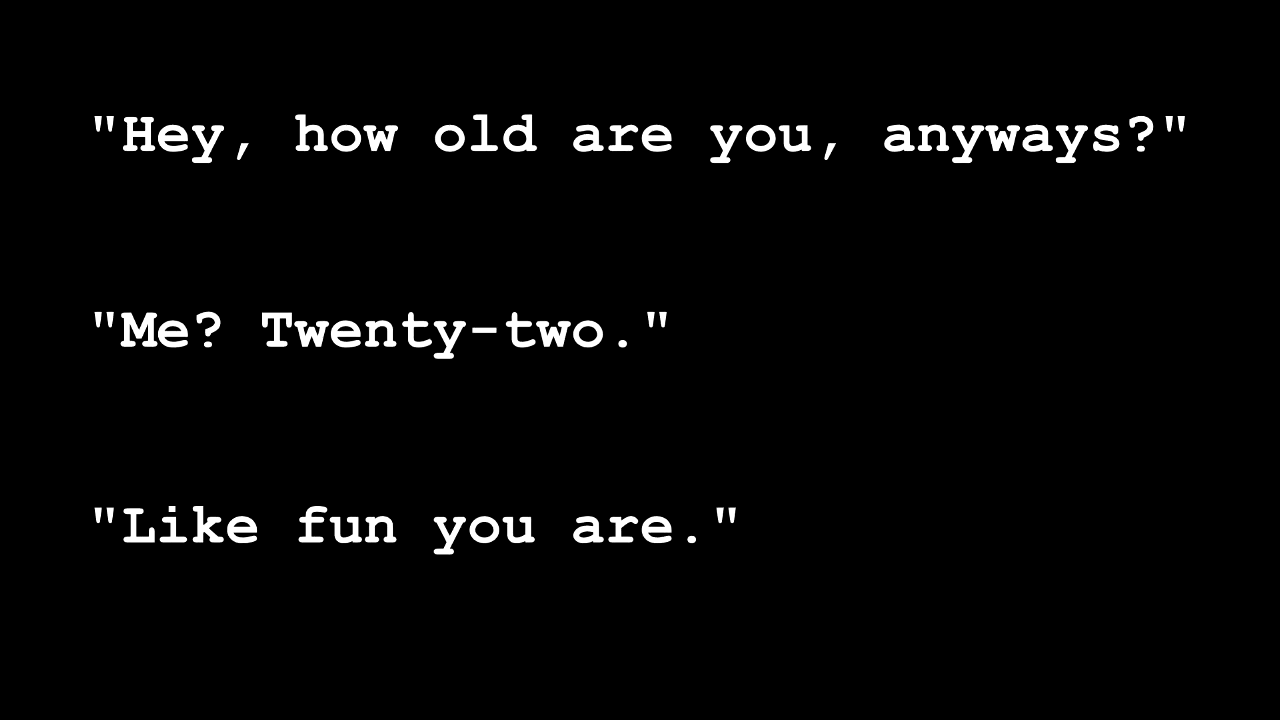 "Hey, how old are you, anyways?"
"Me? Twenty-two."
"Like fun you are."